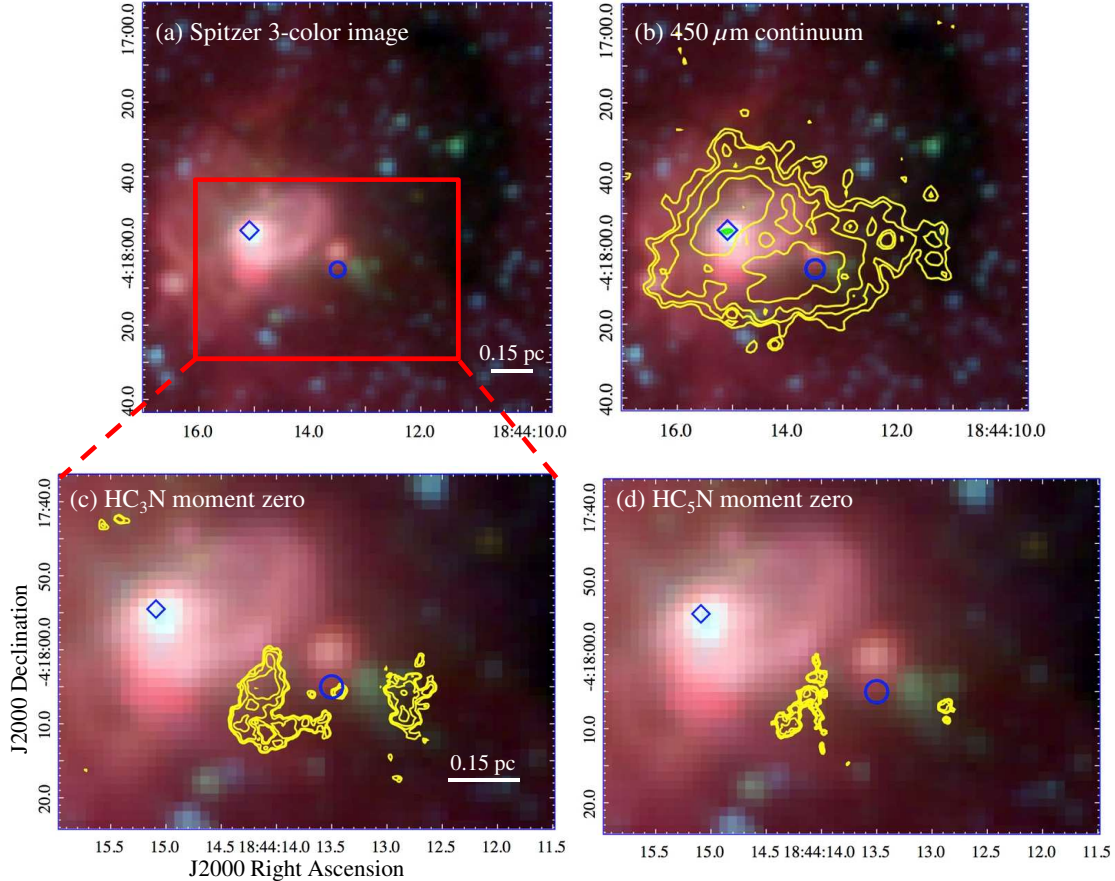 (a) Spitzer 3-color image
17:00.0
20.0
40.0
-4:18:00.0
20.0
40.0
0.15 pc
16.0 14.0 12.0 18:44:10.0
(b) 450 µm continuum
17:00.0
20.0
40.0
-4:18:00.0
20.0
40.0
16.0 14.0 12.0 18:44:10.0
(c) HC₃N moment zero
17:40.0
50.0
-4:18:00.0
10.0
20.0
J2000 Declination
0.15 pc
15.5 15.0 14.5 18:44:14.0 13.5 13.0 12.5 12.0 11.5
J2000 Right Ascension
(d) HC₅N moment zero
17:40.0
50.0
-4:18:00.0
10.0
20.0
15.5 15.0 14.5 18:44:14.0 13.5 13.0 12.5 12.0 11.5